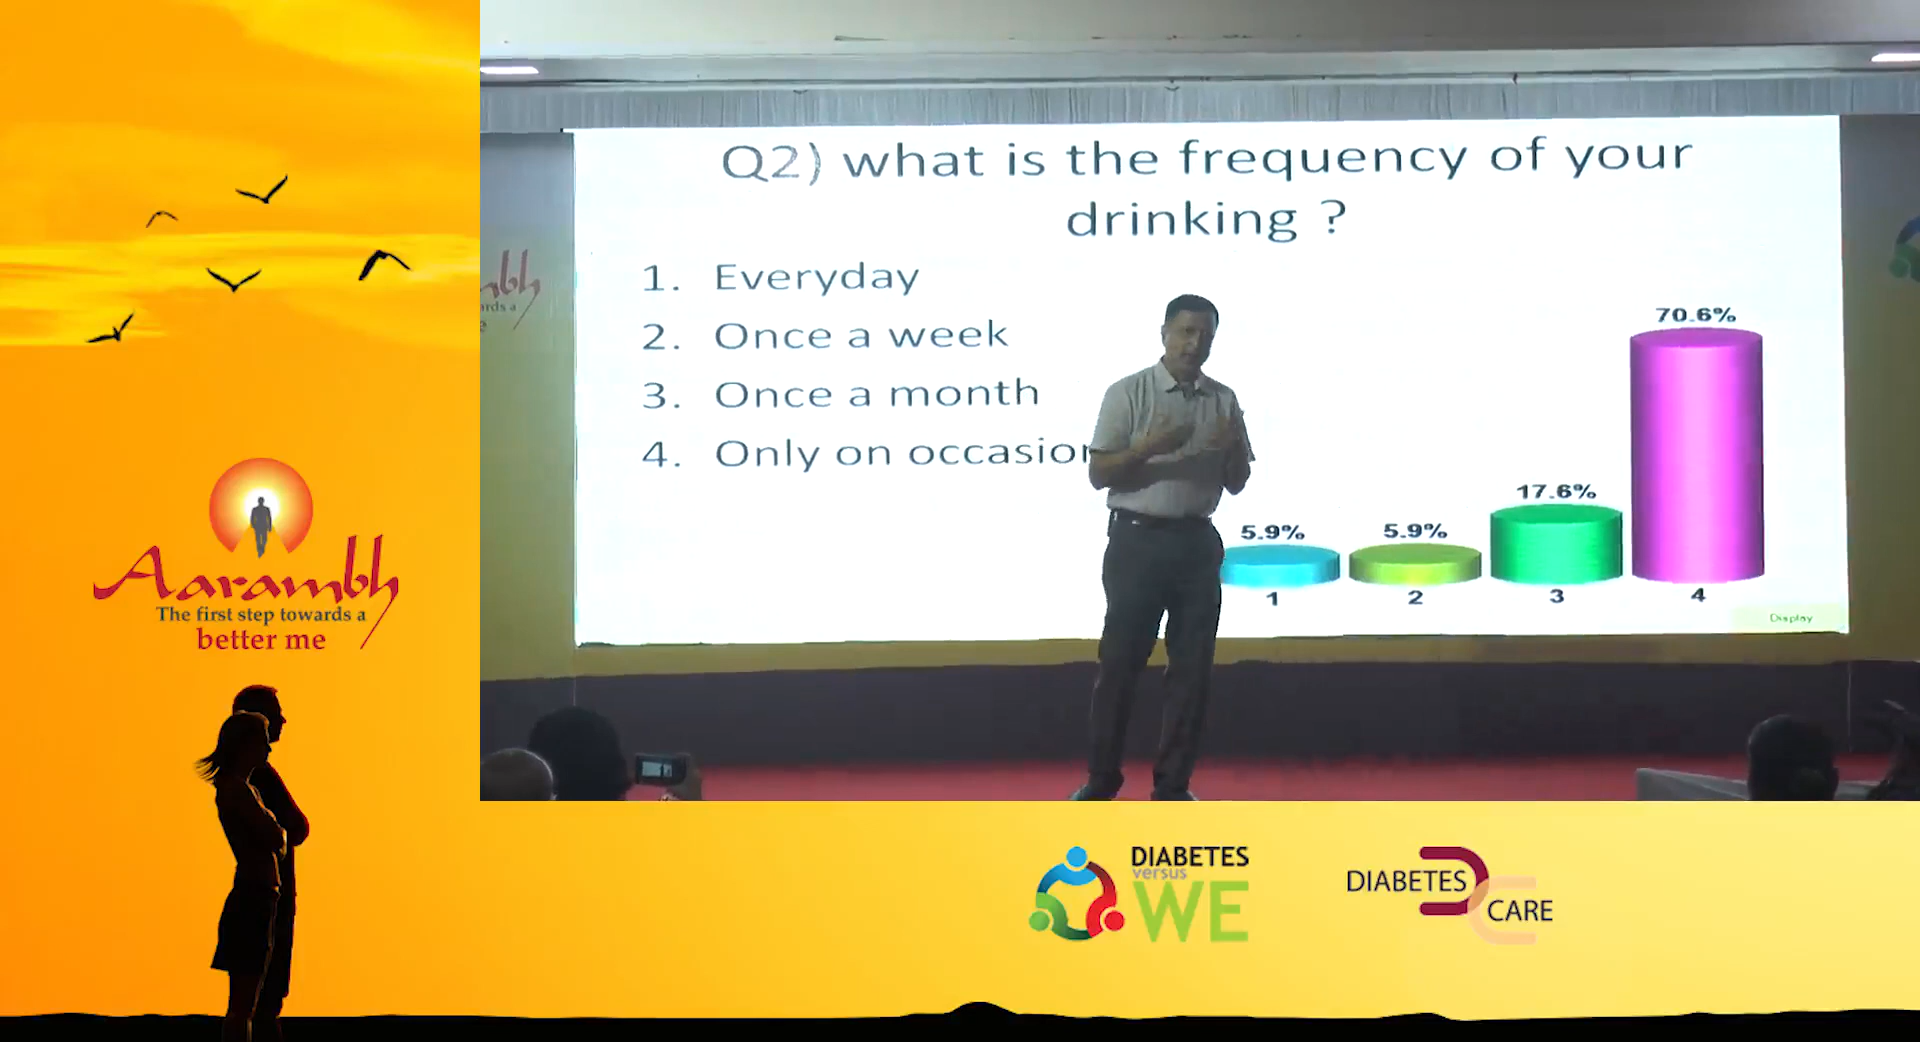 Q2) what is the frequency of your
drinking ?
1. Everyday
2. Once a week
3. Once a month
4. Only on occasion
70.6%
17.6%
5.9%
5.9%
1
2
3
4
Display
Aarambh
The first step towards a
better me
DIABETES
versus
WE
DIABETES
CARE